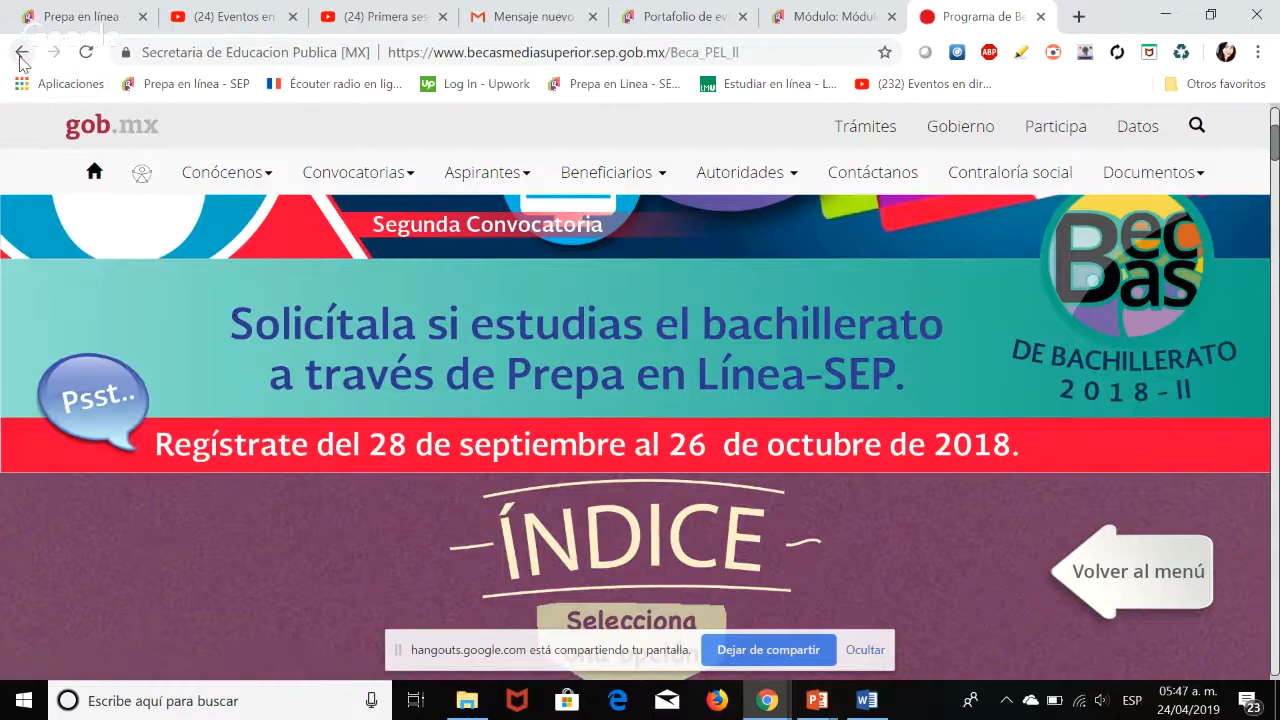 Prepa en línea
(24) Eventos en
(24) Primera ses
Mensaje nuevo
Portafolio de ev
Módulo: Módul
Programa de Be
Secretaria de Educacion Publica [MX]
https://www.becasmediasuperior.sep.gob.mx/Beca_PEL_II
ABP
Aplicaciones
Prepa en línea - SEP
Écouter radio en lig...
Up
Log In - Upwork
Prepa en Linea - SE...
IMU
Estudiar en línea - L...
(232) Eventos en dir...
Otros favoritos
gob.mx
Trámites
Gobierno
Participa
Datos
Conócenos
Convocatorias
Aspirantes
Beneficiarios
Autoridades
Contáctanos
Contraloría social
Documentos
Segunda Convocatoria
Becas
DE BACHILLERATO
2018-II
Solicítala si estudias el bachillerato
a través de Prepa en Línea-SEP.
Psst..
Regístrate del 28 de septiembre al 26 de octubre de 2018.
ÍNDICE
Volver al menú
Selecciona
una opción
hangouts.google.com está compartiendo tu pantalla.
Dejar de compartir
Ocultar
Escribe aquí para buscar
ESP
05:47 a. m.
24/04/2019
23